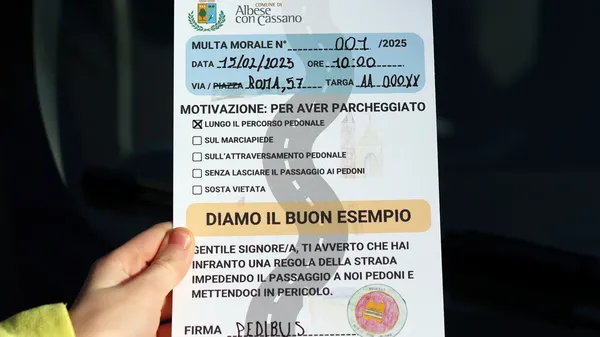 COMUNE DI
Albese
con Cassano
MULTA MORALE N° 001 /2025
DATA 15/02/2025 ORE 10:00
VIA / PIAZZA ROMA, 57 TARGA AA 000XX
MOTIVAZIONE: PER AVER PARCHEGGIATO
LUNGO IL PERCORSO PEDONALE
SUL MARCIAPIEDE
SULL'ATTRAVERSAMENTO PEDONALE
SENZA LASCIARE IL PASSAGGIO AI PEDONI
SOSTA VIETATA
DIAMO IL BUON ESEMPIO
GENTILE SIGNORE/A, TI AVVERTO CHE HAI
INFRANTO UNA REGOLA DELLA STRADA
IMPEDENDO IL PASSAGGIO A NOI PEDONI E
METTENDOCI IN PERICOLO.
FIRMA PEDIBUS